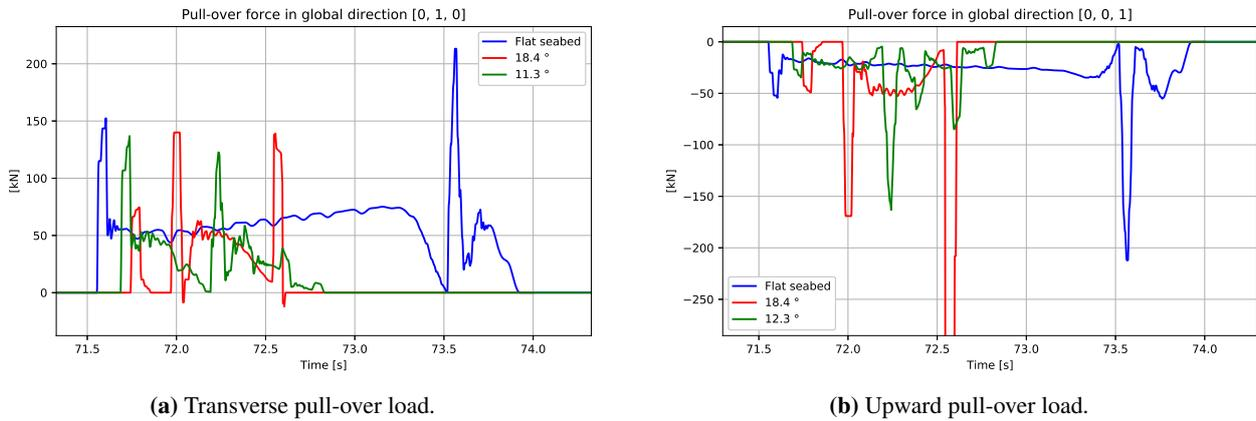 Pull-over force in global direction [0, 1, 0]
200
150
100
50
0
[kN]
Flat seabed
18.4 °
11.3 °
71.5 72.0 72.5 73.0 73.5 74.0
Time [s]
(a) Transverse pull-over load.
Pull-over force in global direction [0, 0, 1]
0
−50
−100
−150
−200
−250
[kN]
Flat seabed
18.4 °
12.3 °
71.5 72.0 72.5 73.0 73.5 74.0
Time [s]
(b) Upward pull-over load.